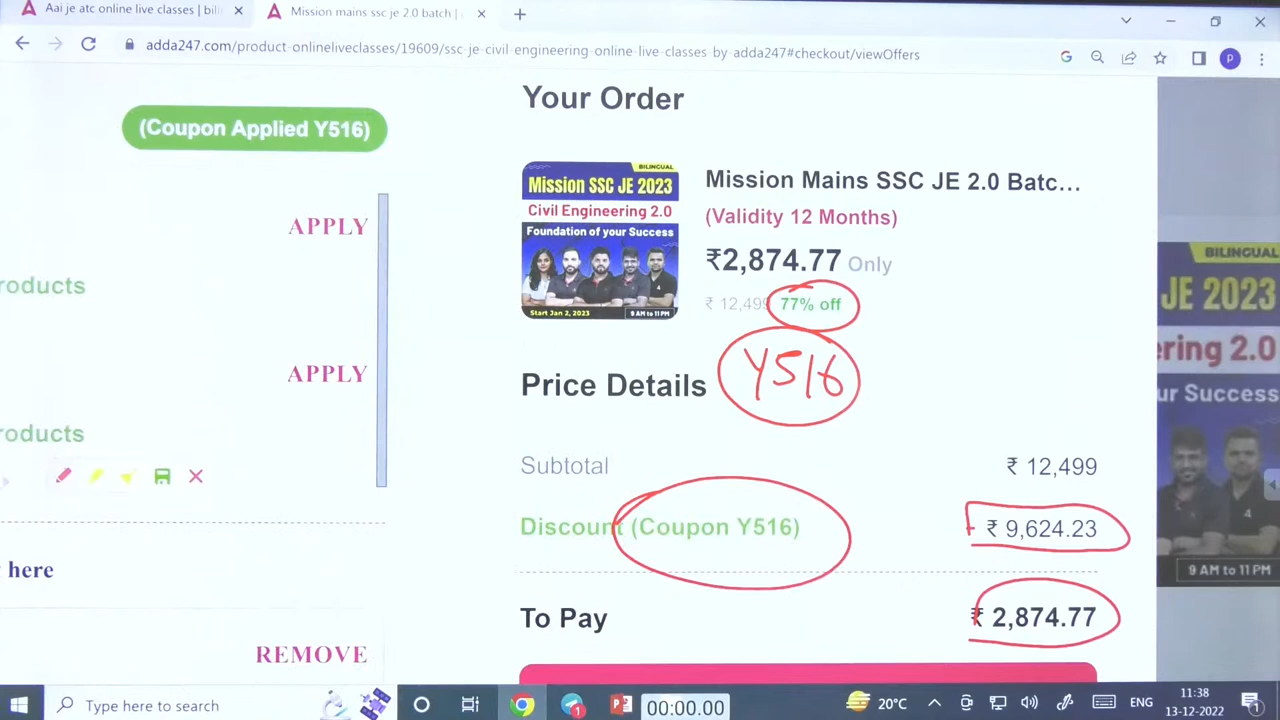 Aai je atc online live classes | bili
Mission mains ssc je 2.0 batch |
adda247.com/product-onlineliveclasses/19609/ssc-je-civil-engineering-online-live-classes-by-adda247#checkout/viewOffers
P
(Coupon Applied Y516)
APPLY
roducts
APPLY
roducts
here
REMOVE
Your Order
BILINGUAL
Mission SSC JE 2023
Civil Engineering 2.0
Foundation of your Success
Start Jan 2, 2023
9 AM to 11 PM
Mission Mains SSC JE 2.0 Batc...
(Validity 12 Months)
₹2,874.77 Only
₹ 12,499 77% off
Y516
Price Details
Subtotal ₹ 12,499
Discount (Coupon Y516) - ₹ 9,624.23
To Pay ₹ 2,874.77
BILINGUAL
JE 2023
ering 2.0
ur Success
9 AM to 11 PM
Type here to search
1
00:00.00
20°C
ENG
11:38
13-12-2022
1